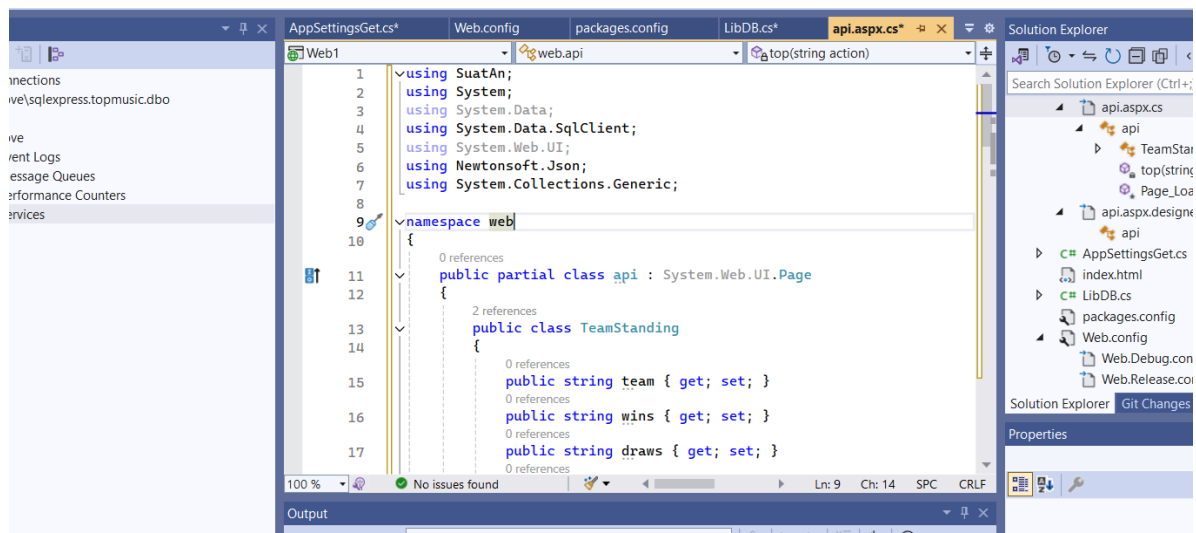 AppSettingsGet.cs* Web.config packages.config LibDB.cs* api.aspx.cs*
Web1 web.api top(string action)
nnections
ove\sqlexpress.topmusic.dbo
ove
vent Logs
essage Queues
erformance Counters
ervices
1 using SuatAn;
2 using System;
3 using System.Data;
4 using System.Data.SqlClient;
5 using System.Web.UI;
6 using Newtonsoft.Json;
7 using System.Collections.Generic;
8
9 namespace web
10 {
0 references
11 public partial class api : System.Web.UI.Page
12 {
2 references
13 public class TeamStanding
14 {
0 references
15 public string team { get; set; }
0 references
16 public string wins { get; set; }
0 references
17 public string draws { get; set; }
0 references
100 % No issues found Ln: 9 Ch: 14 SPC CRLF
Output
Solution Explorer
Search Solution Explorer (Ctrl+;
api.aspx.cs
api
TeamStar
top(string
Page_Loa
api.aspx.designe
api
C# AppSettingsGet.cs
index.html
C# LibDB.cs
packages.config
Web.config
Web.Debug.con
Web.Release.co
Solution Explorer Git Changes
Properties